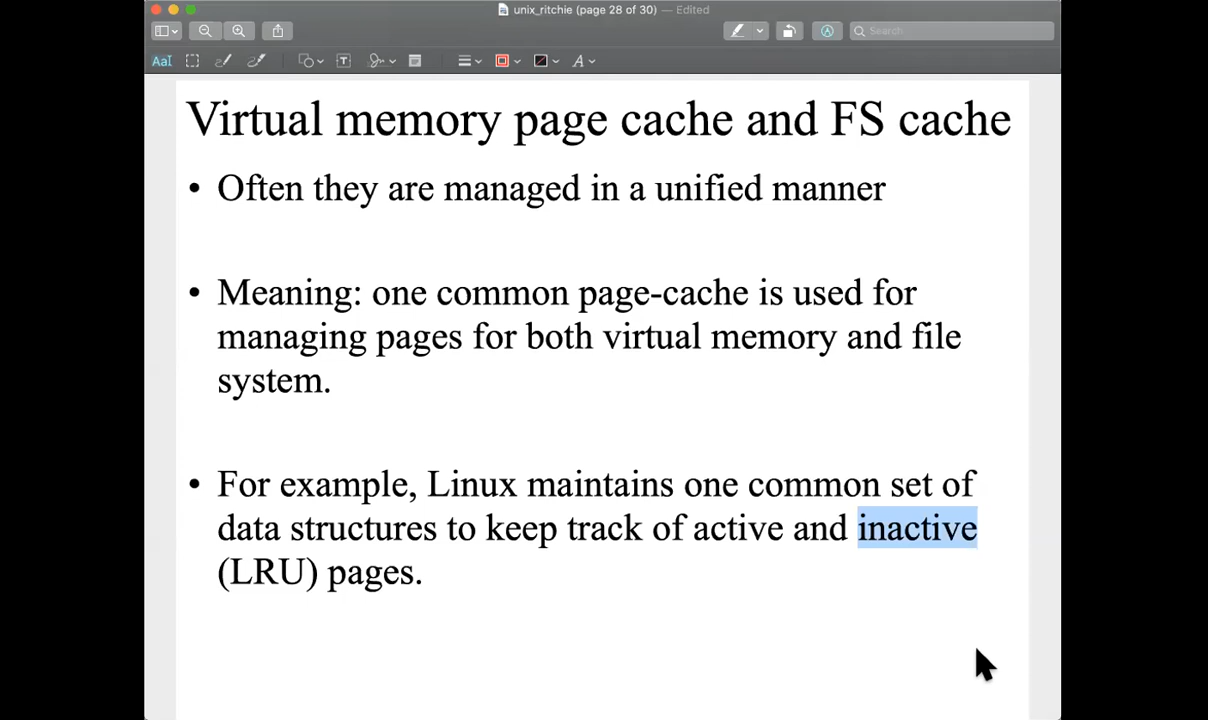 unix_ritchie (page 28 of 30) — Edited
Search
AaI
T
A
Virtual memory page cache and FS cache
• Often they are managed in a unified manner
• Meaning: one common page-cache is used for
managing pages for both virtual memory and file
system.
• For example, Linux maintains one common set of
data structures to keep track of active and inactive
(LRU) pages.